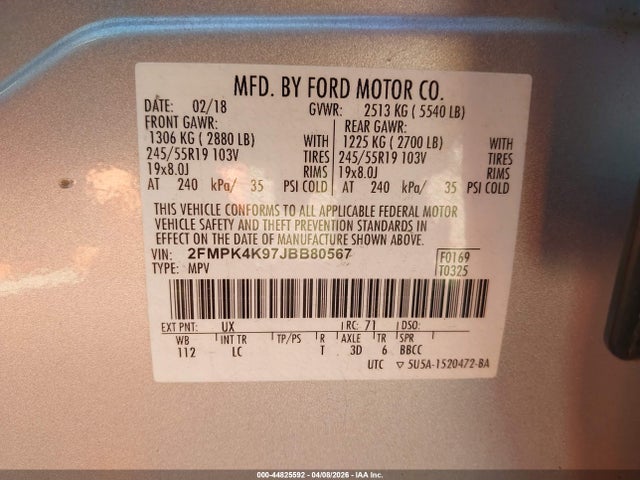 MFD. BY FORD MOTOR CO.
DATE: 02/18 GVWR: 2513 KG ( 5540 LB)
FRONT GAWR: REAR GAWR:
1306 KG ( 2880 LB) WITH 1225 KG ( 2700 LB) WITH
245/55R19 103V TIRES 245/55R19 103V TIRES
19x8.0J RIMS 19x8.0J RIMS
AT 240 kPa/ 35 PSI COLD AT 240 kPa/ 35 PSI COLD
THIS VEHICLE CONFORMS TO ALL APPLICABLE FEDERAL MOTOR
VEHICLE SAFETY AND THEFT PREVENTION STANDARDS IN
EFFECT ON THE DATE OF MANUFACTURE SHOWN ABOVE.
VIN: 2FMPK4K97JBB80567 F0169
TYPE: MPV T0325
EXT PNT: UX RC: 71 DSO:
WB INT TR TP/PS R AXLE TR SPR
112 LC T 3D 6 BBCC
UTC ▽ 5U5A-1520472-BA
000-44825592 - 04/08/2026 - IAA Inc.